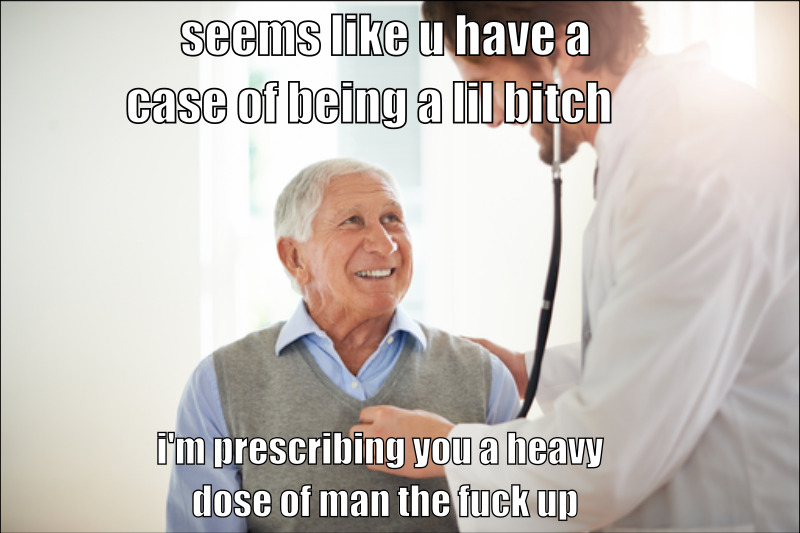 seems like u have a
case of being a lil bitch
i'm prescribing you a heavy
dose of man the fuck up